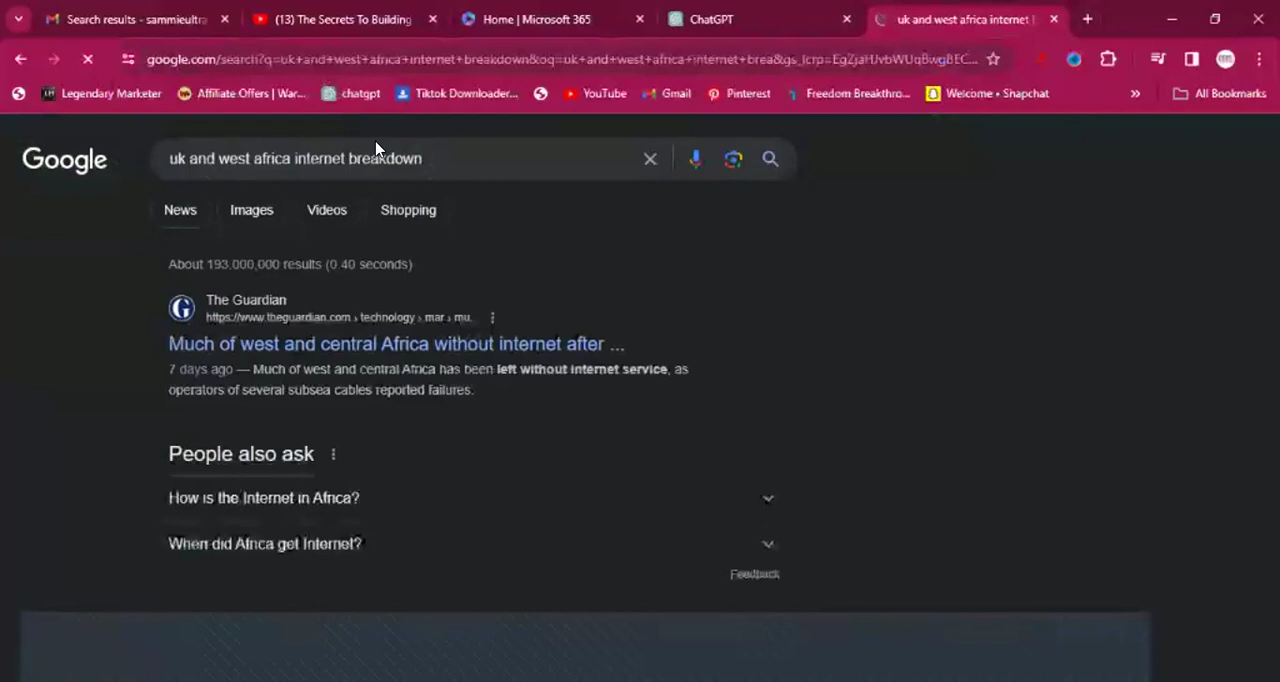 Search results - sammieultra
(13) The Secrets To Building
Home | Microsoft 365
ChatGPT
uk and west africa internet
google.com/search?q=uk+and+west+africa+internet+breakdown&oq=uk+and+west+africa+internet+brea&gs_lcrp=
Legendary Marketer
Affiliate Offers | War...
chatgpt
Tiktok Downloader...
YouTube
Gmail
Pinterest
Freedom Breakthro...
Welcome • Snapchat
»
All Bookmarks
Google
uk and west africa internet breakdown
News
Images
Videos
Shopping
About 193,000,000 results (0.40 seconds)
The Guardian
https://www.theguardian.com › technology › mar › mu...
Much of west and central Africa without internet after ...
7 days ago — Much of west and central Africa has been left without internet service, as
operators of several subsea cables reported failures.
People also ask
How is the Internet in Africa?
When did Africa get Internet?
Feedback